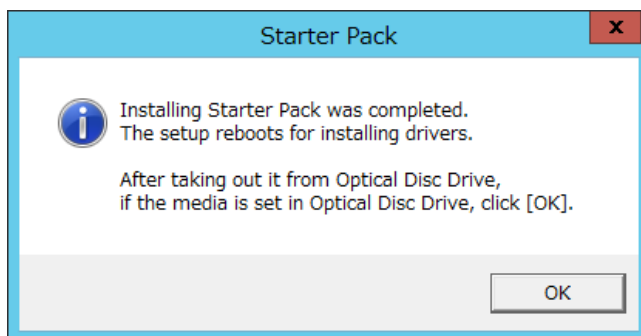 Starter Pack
Installing Starter Pack was completed.
The setup reboots for installing drivers.
After taking out it from Optical Disc Drive,
if the media is set in Optical Disc Drive, click [OK].
OK